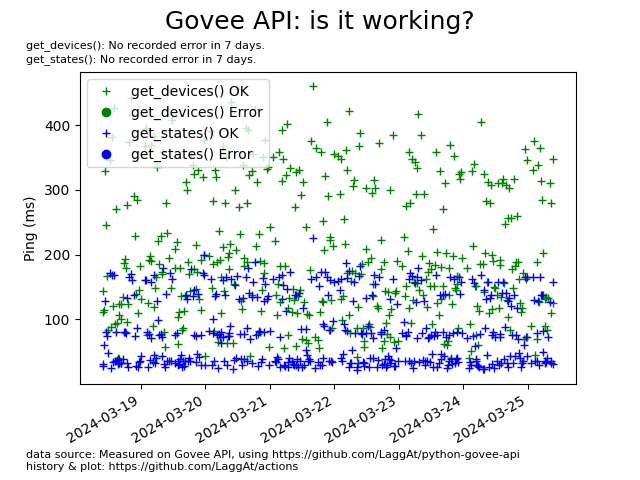 Govee API: is it working?
get_devices(): No recorded error in 7 days.
get_states(): No recorded error in 7 days.
get_devices() OK
get_devices() Error
get_states() OK
get_states() Error
Ping (ms)
400
300
200
100
2024-03-19
2024-03-20
2024-03-21
2024-03-22
2024-03-23
2024-03-24
2024-03-25
data source: Measured on Govee API, using https://github.com/LaggAt/python-govee-api
history & plot: https://github.com/LaggAt/actions